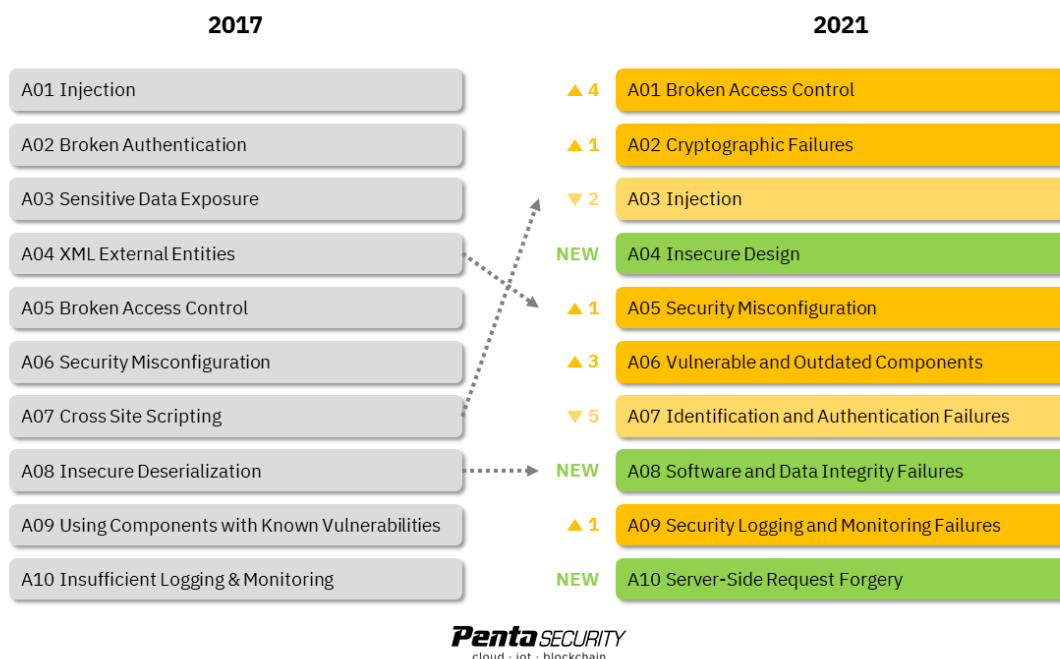 2017
2021
A01 Injection
▲ 4
A01 Broken Access Control
A02 Broken Authentication
▲ 1
A02 Cryptographic Failures
A03 Sensitive Data Exposure
▼ 2
A03 Injection
A04 XML External Entities
NEW
A04 Insecure Design
A05 Broken Access Control
▲ 1
A05 Security Misconfiguration
A06 Security Misconfiguration
▲ 3
A06 Vulnerable and Outdated Components
A07 Cross Site Scripting
▼ 5
A07 Identification and Authentication Failures
A08 Insecure Deserialization
NEW
A08 Software and Data Integrity Failures
A09 Using Components with Known Vulnerabilities
▲ 1
A09 Security Logging and Monitoring Failures
A10 Insufficient Logging & Monitoring
NEW
A10 Server-Side Request Forgery
Penta SECURITY
cloud · iot · blockchain